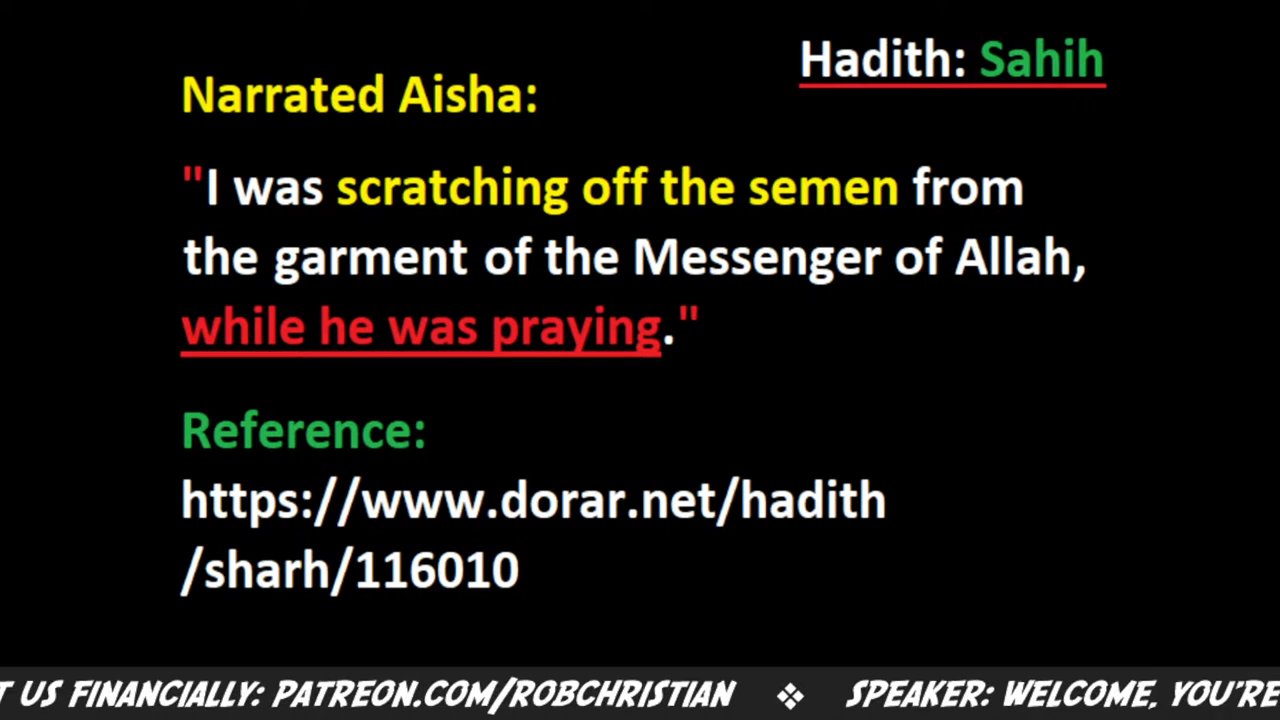 Hadith: Sahih
Narrated Aisha:
"I was scratching off the semen from
the garment of the Messenger of Allah,
while he was praying."
Reference:
https://www.dorar.net/hadith
/sharh/116010
T US FINANCIALLY: PATREON.COM/ROBCHRISTIAN ❖ SPEAKER: WELCOME, YOU'RE